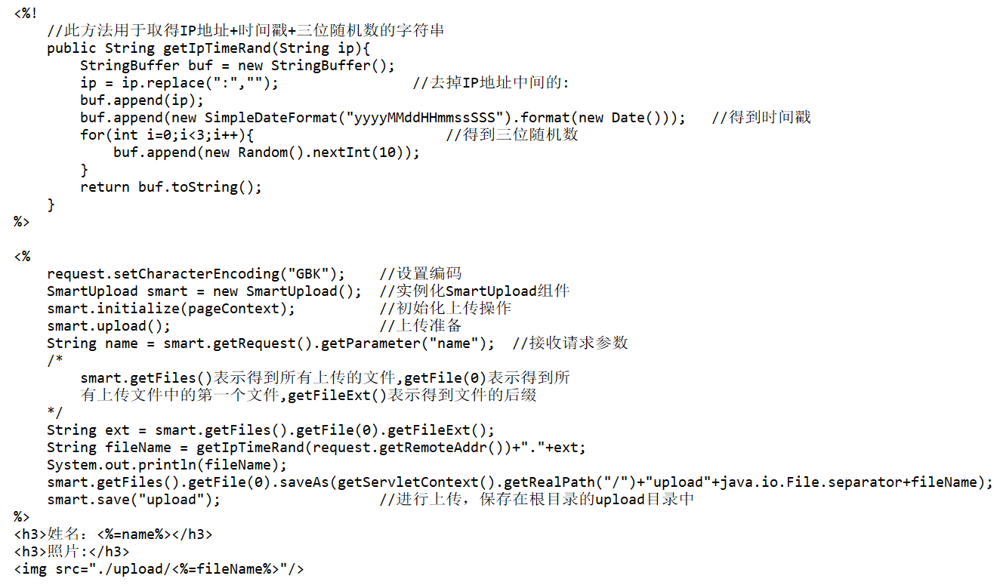 <%!
    //此方法用于取得IP地址+时间戳+三位随机数的字符串
    public String getIpTimeRand(String ip){
        StringBuffer buf = new StringBuffer();
        ip = ip.replace(":","");                //去掉IP地址中间的:
        buf.append(ip);
        buf.append(new SimpleDateFormat("yyyyMMddHHmmssSSS").format(new Date()));   //得到时间戳
        for(int i=0;i<3;i++){                       //得到三位随机数
            buf.append(new Random().nextInt(10));
        }
        return buf.toString();
    }
%>

<%
    request.setCharacterEncoding("GBK");    //设置编码
    SmartUpload smart = new SmartUpload();  //实例化SmartUpload组件
    smart.initialize(pageContext);          //初始化上传操作
    smart.upload();                         //上传准备
    String name = smart.getRequest().getParameter("name");  //接收请求参数
    /*
        smart.getFiles()表示得到所有上传的文件,getFile(0)表示得到所
        有上传文件中的第一个文件,getFileExt()表示得到文件的后缀
    */
    String ext = smart.getFiles().getFile(0).getFileExt();
    String fileName = getIpTimeRand(request.getRemoteAddr())+"."+ext;
    System.out.println(fileName);
    smart.getFiles().getFile(0).saveAs(getServletContext().getRealPath("/")+"upload"+java.io.File.separator+fileName);
    smart.save("upload");                   //进行上传，保存在根目录的upload目录中
%>
<h3>姓名：<%=name%></h3>
<h3>照片:</h3>
<img src="./upload/<%=fileName%>"/>